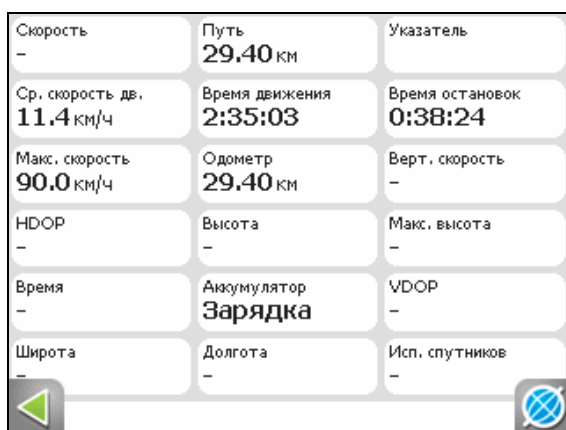 Скорость Путь Указатель
– 29.40 км
Ср. скорость дв. Время движения Время остановок
11.4 км/ч 2:35:03 0:38:24
Макс. скорость Одометр Верт. скорость
90.0 км/ч 29.40 км –
HDOP Высота Макс. высота
– – –
Время Аккумулятор VDOP
– Зарядка –
Широта Долгота Исп. спутников
– – –